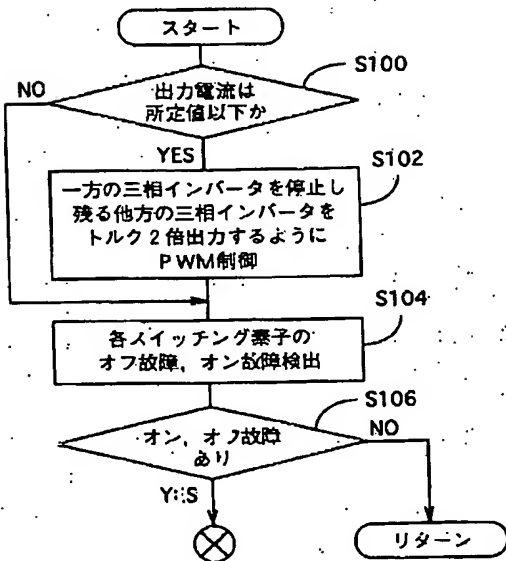 スタート
S100
NO
出力電流は
所定値以下か
YES
S102
一方の三相インバータを停止し
残る他方の三相インバータを
トルク2倍出力するように
PWM制御
S104
各スイッチング素子の
オフ故障，オン故障検出
S106
オン，オフ故障
あり
NO
YES
リターン